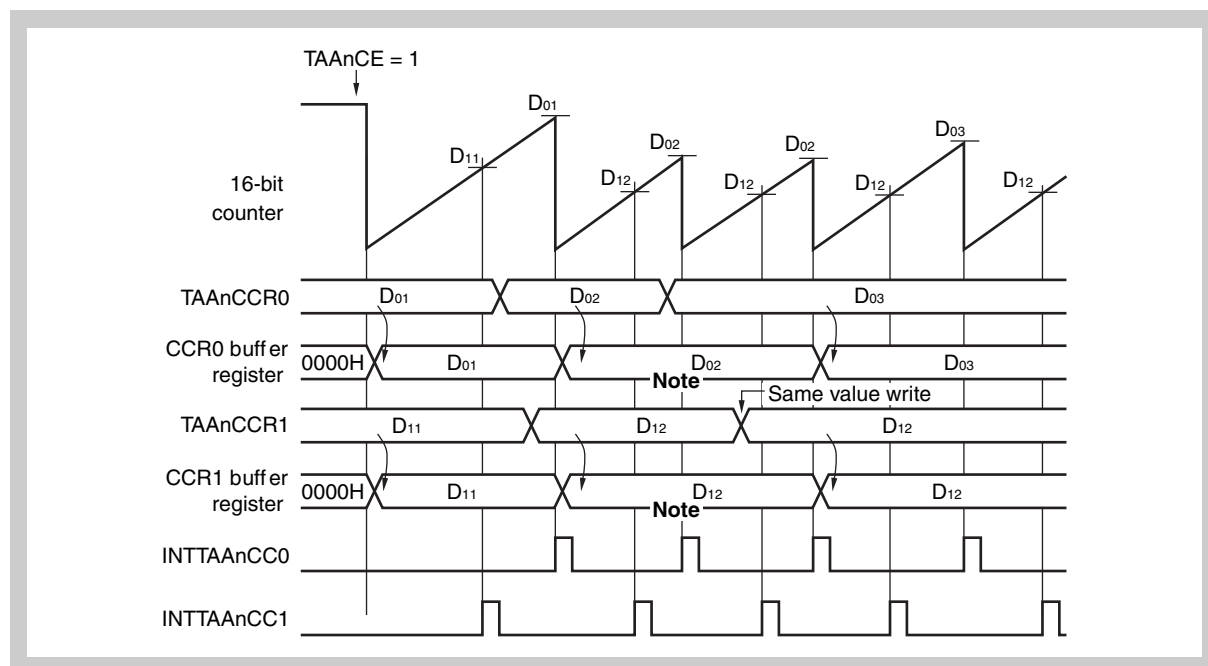 TAAnCE = 1
D01
D11
D02
D12
D02
D12
D03
D12
D12
16-bit
counter
TAAnCCR0
D01
D02
D03
CCR0 buffer
register
0000H
D01
D02
D03
Note
Same value write
TAAnCCR1
D11
D12
D12
CCR1 buffer
register
0000H
D11
D12
D12
Note
INTTAAnCC0
INTTAAnCC1